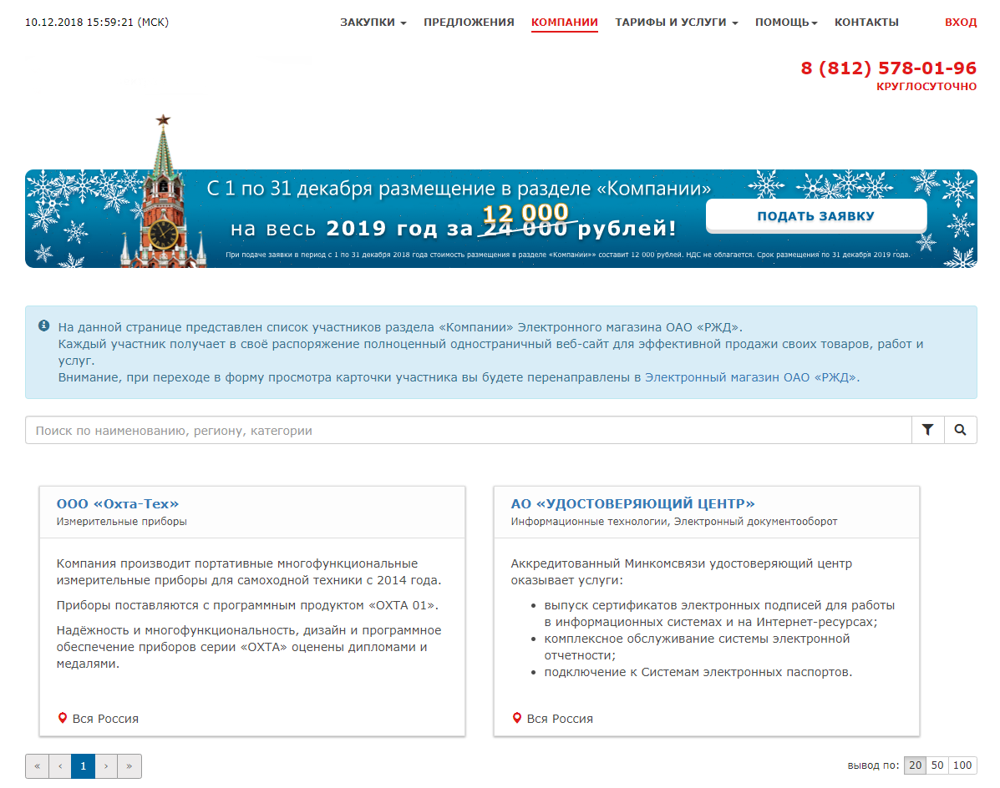 10.12.2018 15:59:21 (МСК)
ЗАКУПКИ ПРЕДЛОЖЕНИЯ КОМПАНИИ ТАРИФЫ И УСЛУГИ ПОМОЩЬ КОНТАКТЫ ВХОД
8 (812) 578-01-96
КРУГЛОСУТОЧНО
С 1 по 31 декабря размещение в разделе «Компании»
12 000
на весь 2019 год за 24 000 рублей!
ПОДАТЬ ЗАЯВКУ
При подаче заявки в период с 1 по 31 декабря 2018 года стоимость размещения в разделе «Компании»» составит 12 000 рублей. НДС не облагается. Срок размещения по 31 декабря 2019 года.
На данной странице представлен список участников раздела «Компании» Электронного магазина ОАО «РЖД».
Каждый участник получает в своё распоряжение полноценный одностраничный веб-сайт для эффективной продажи своих товаров, работ и
услуг.
Внимание, при переходе в форму просмотра карточки участника вы будете перенаправлены в Электронный магазин ОАО «РЖД».
Поиск по наименованию, региону, категории
ООО «Охта-Тех»
Измерительные приборы
Компания производит портативные многофункциональные
измерительные приборы для самоходной техники с 2014 года.
Приборы поставляются с программным продуктом «ОХТА 01».
Надёжность и многофункциональность, дизайн и программное
обеспечение приборов серии «ОХТА» оценены дипломами и
медалями.
Вся Россия
АО «УДОСТОВЕРЯЮЩИЙ ЦЕНТР»
Информационные технологии, Электронный документооборот
Аккредитованный Минкомсвязи удостоверяющий центр
оказывает услуги:
• выпуск сертификатов электронных подписей для работы
в информационных системах и на Интернет-ресурсах;
• комплексное обслуживание системы электронной
отчетности;
• подключение к Системам электронных паспортов.
Вся Россия
« ‹ 1 › »
вывод по: 20 50 100